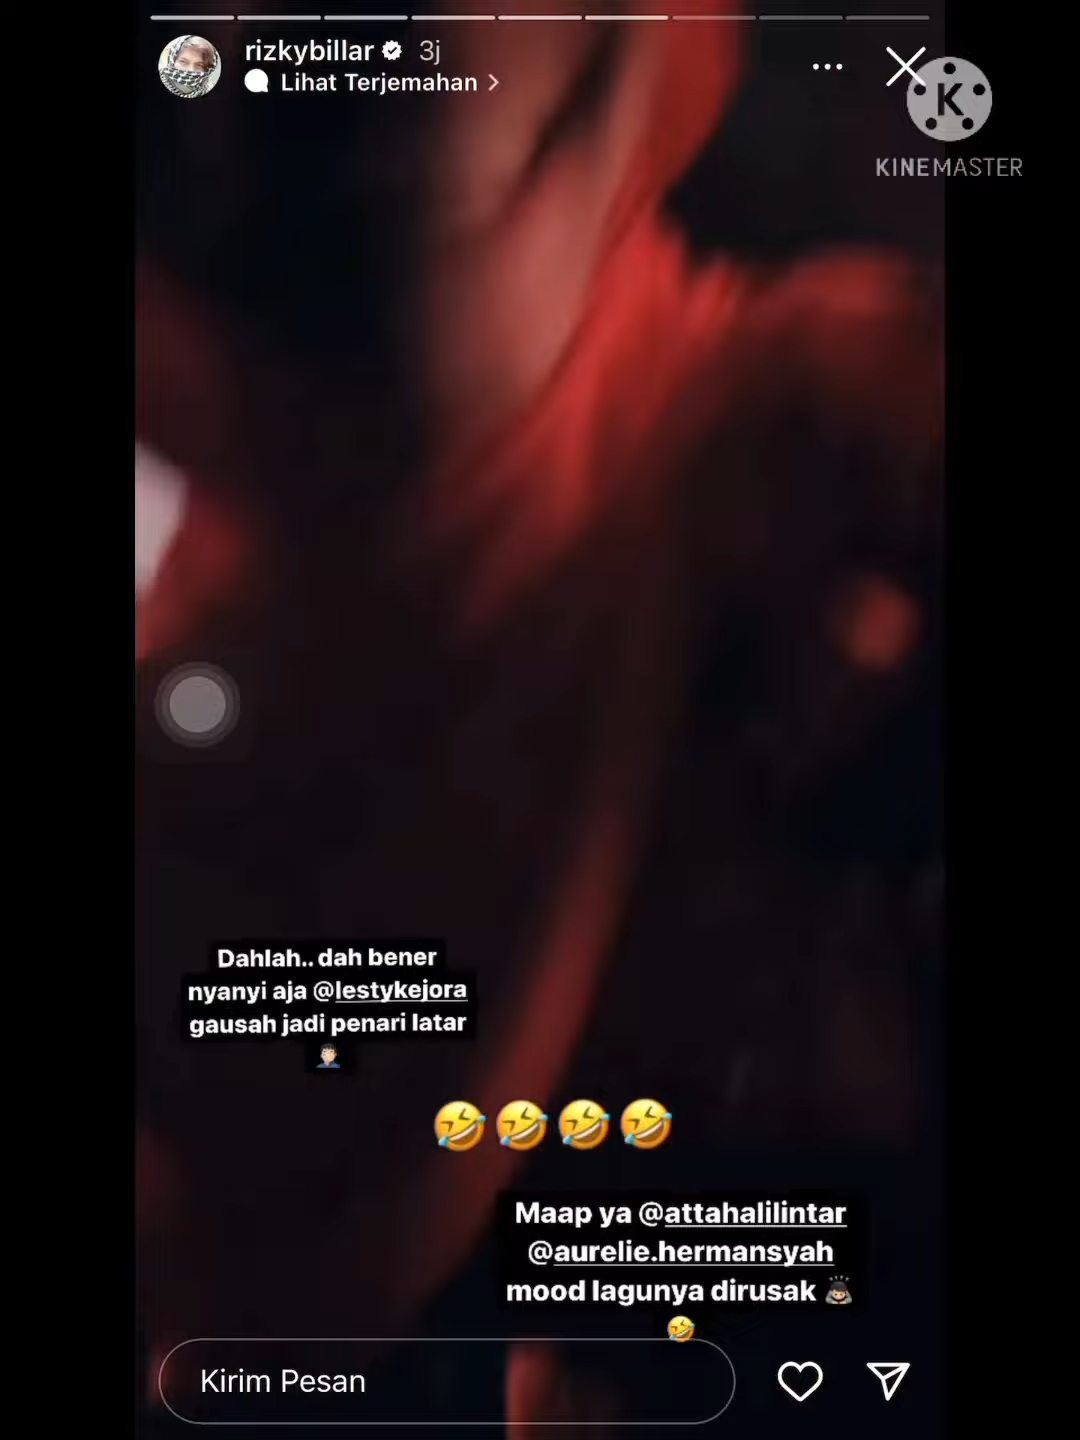 rizkybillar 3j
Lihat Terjemahan >
K
KINEMASTER
Dahlah.. dah bener
nyanyi aja @lestykejora
gausah jadi penari latar
🤦🏻‍♂️
🤣🤣🤣🤣
Maap ya @attahalilintar
@aurelie.hermansyah
mood lagunya dirusak 🙇🏽
🤣
Kirim Pesan